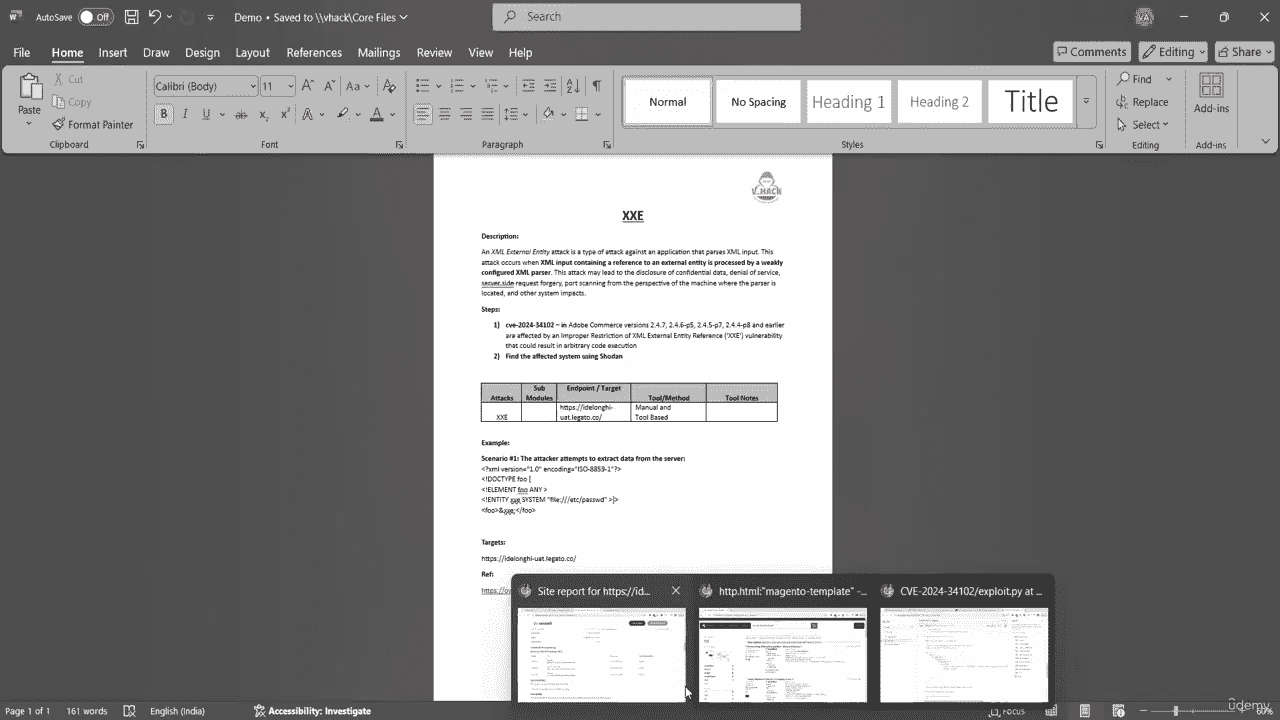 AutoSave Off Demo - Copy\vhack\Core Files
Search
File Home Insert Draw Design Layout References Mailings Review View Help
Comments Editing Share
Paste Cut Copy Format Painter
Calibri (Body)
Normal No Spacing Heading 1 Heading 2 Title
Find Replace Select
Add-ins
Clipboard Font Paragraph Styles Editing Add-ins
V_HACK
XXE
Description:
An XML External Entity attack is a type of attack against an application that parses XML input. This
attack occurs when XML input containing a reference to an external entity is processed by a weakly
configured XML parser. This attack may lead to the disclosure of confidential data, denial of service,
server side request forgery, port scanning from the perspective of the machine where the parser is
located, and other system impacts.
Steps:
1) cve-2024-34102 – in Adobe Commerce versions 2.4.7, 2.4.6-p5, 2.4.5-p7, 2.4.4-p8 and earlier
are affected by an Improper Restriction of XML External Entity Reference ('XXE') vulnerability
that could result in arbitrary code execution
2) Find the affected system using Shodan
Attacks Sub Modules Endpoint / Target Tool/Method Tool Notes
XXE https://idelonghi-uat.legato.co/ Manual and Tool Based
Example:
Scenario #1: The attacker attempts to extract data from the server:
<?xml version="1.0" encoding="ISO-8859-1"?>
<!DOCTYPE foo [
<!ELEMENT foo ANY >
<!ENTITY xxe SYSTEM "file:///etc/passwd" >]>
<foo>&xxe;</foo>
Targets:
https://idelonghi-uat.legato.co/
Ref:
Site report for https://id...
http.html:"magento-template" -...
CVE-2024-34102/exploit.py at ...
Focus
udemy